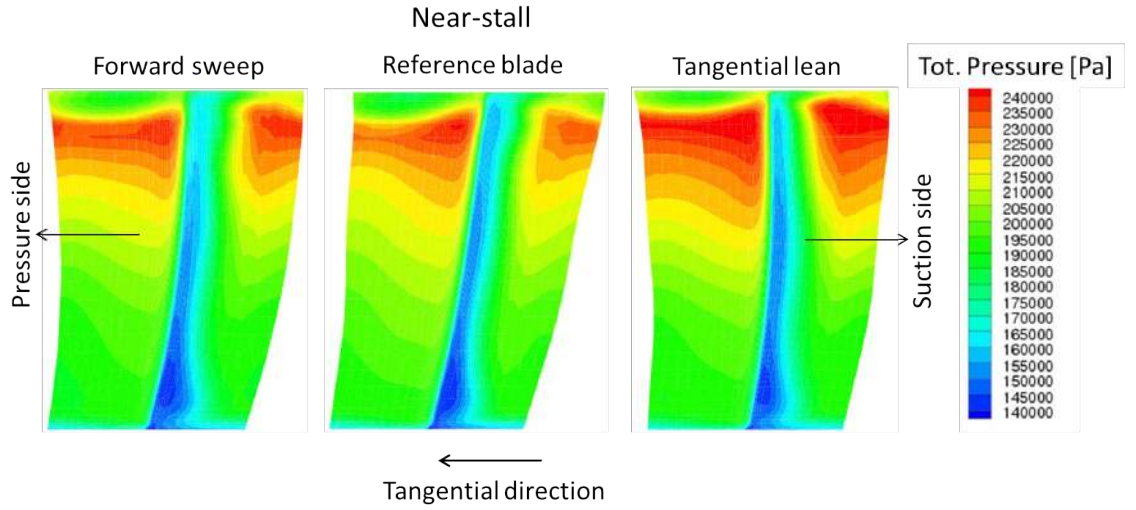 Near-stall
Forward sweep
Reference blade
Tangential lean
Tot. Pressure [Pa]
Pressure side
Suction side
240000
235000
230000
225000
220000
215000
210000
205000
200000
195000
190000
185000
180000
175000
170000
165000
160000
155000
150000
145000
140000
Tangential direction